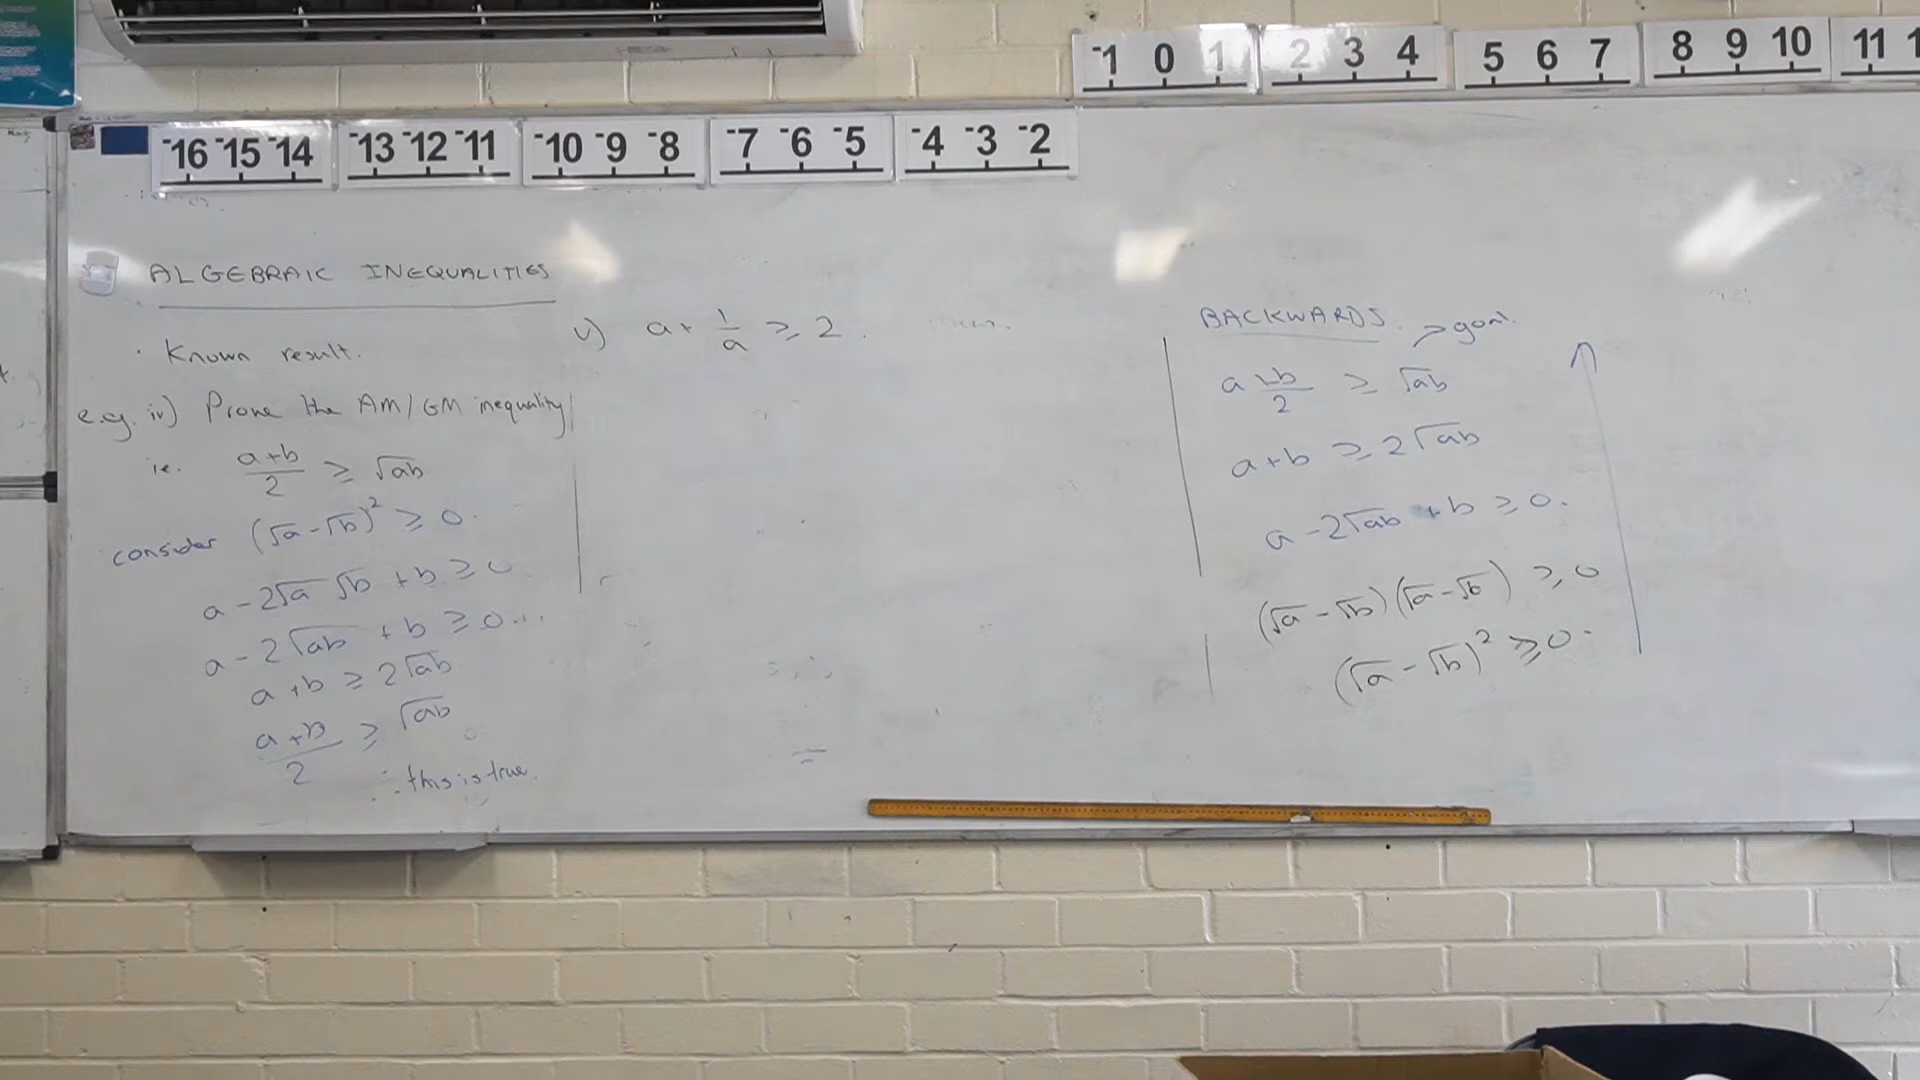 -1 0 1 2 3 4 5 6 7 8 9 10 11 1
-16 -15 -14 -13 -12 -11 -10 -9 -8 -7 -6 -5 -4 -3 -2
ALGEBRAIC INEQUALITIES
· Known result.
e.g. iv) Prove the AM/GM inequality
ie. (a+b)/2 ≥ √ab
consider (√a-√b)² ≥ 0.
a - 2√a √b + b ≥ 0
a - 2√ab + b ≥ 0...
a + b ≥ 2√ab
(a+b)/2 ≥ √ab
∴ this is true.
v) a + 1/a ≥ 2.
BACKWARDS. > goal.
(a+b)/2 ≥ √ab
a+b ≥ 2√ab
a - 2√ab + b ≥ 0.
(√a - √b)(√a - √b) ≥ 0
(√a - √b)² ≥ 0.